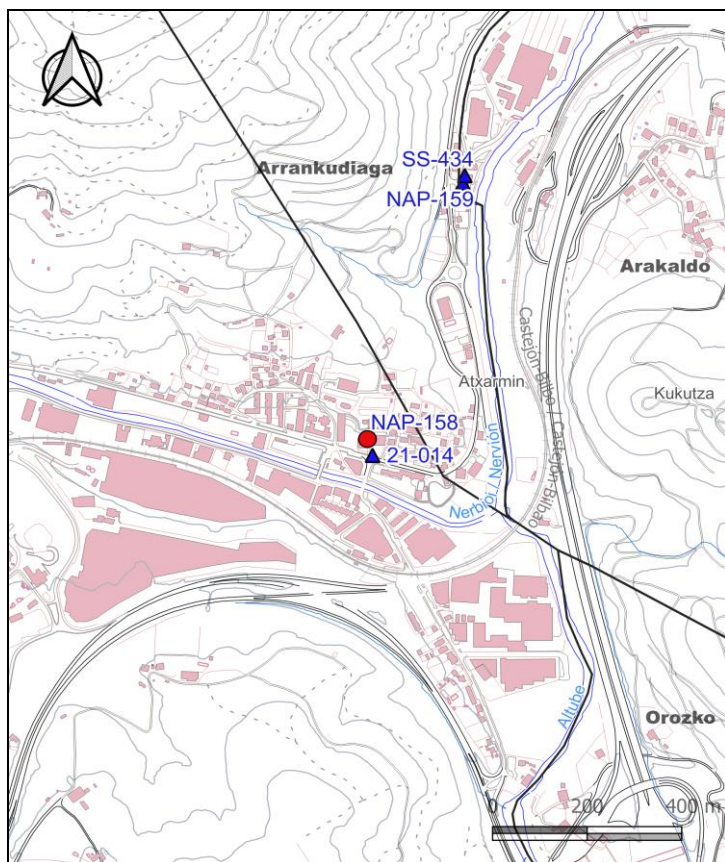 SS-434
Arrankudiaga
NAP-159
Arakaldo
Castejón-Bilbo / Castejón-Bilbao
Atxarmin
Kukutza
NAP-158
21-014
Nerbioi / Nervión
Altube
Orozko
0 200 400 m